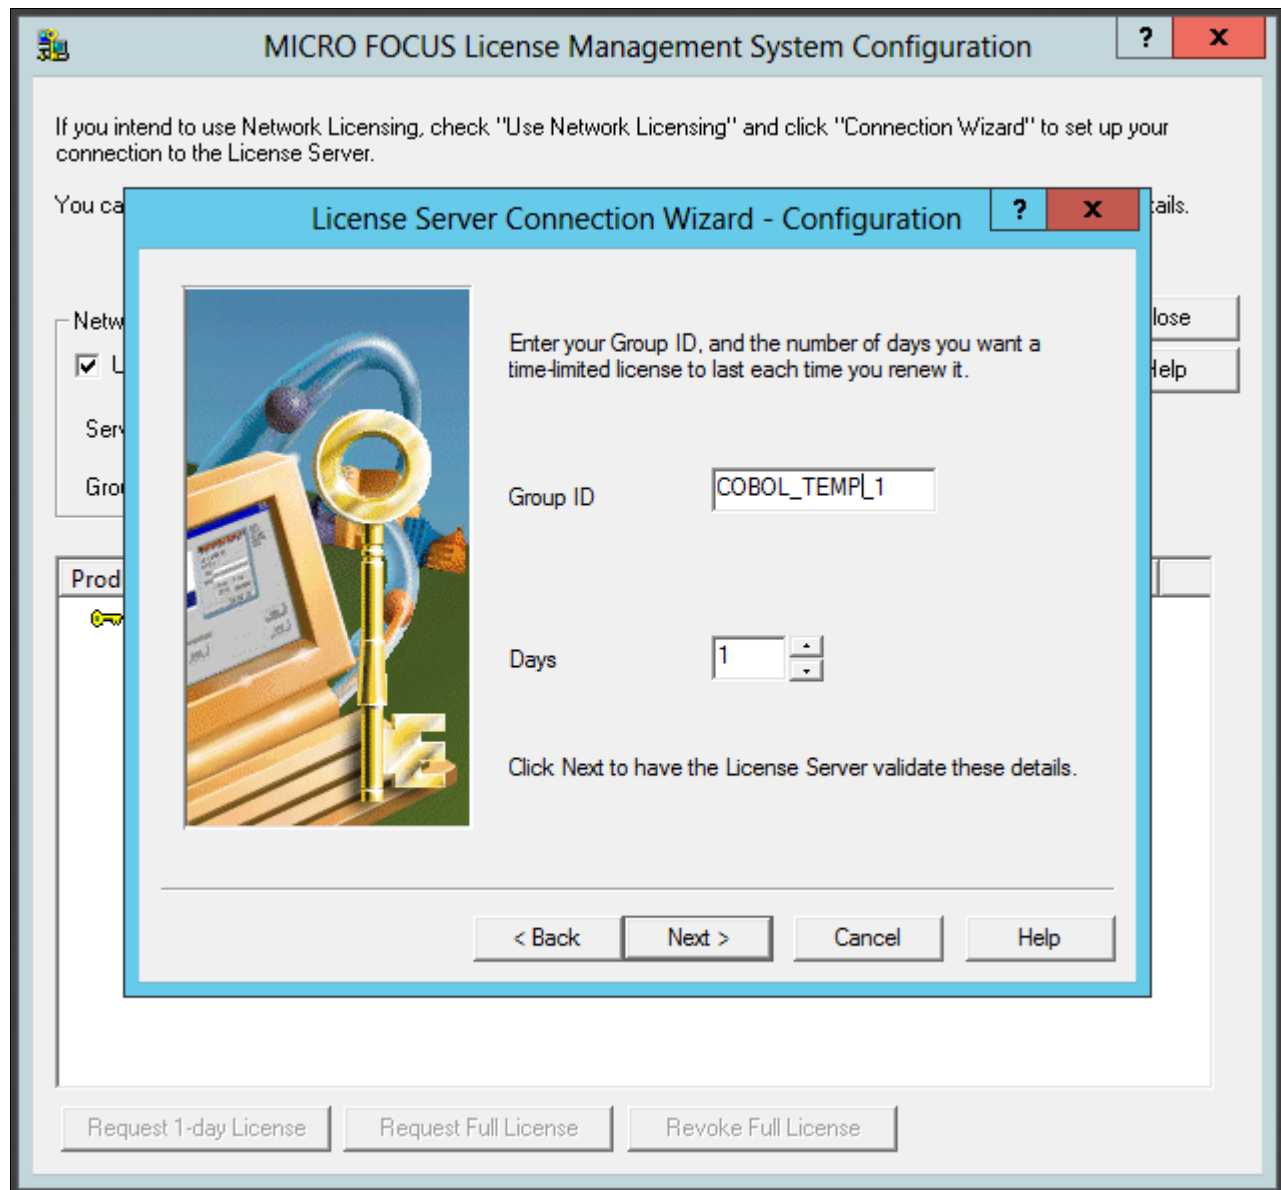 MICRO FOCUS License Management System Configuration
?
x
If you intend to use Network Licensing, check "Use Network Licensing" and click "Connection Wizard" to set up your
connection to the License Server.
You ca
tails.
License Server Connection Wizard - Configuration
?
x
Netw
lose
Help
Serv
Enter your Group ID, and the number of days you want a
time-limited license to last each time you renew it.
Group ID
COBOL_TEMP_1
Prod
Days
1
Click Next to have the License Server validate these details.
< Back
Next >
Cancel
Help
Request 1-day License
Request Full License
Revoke Full License